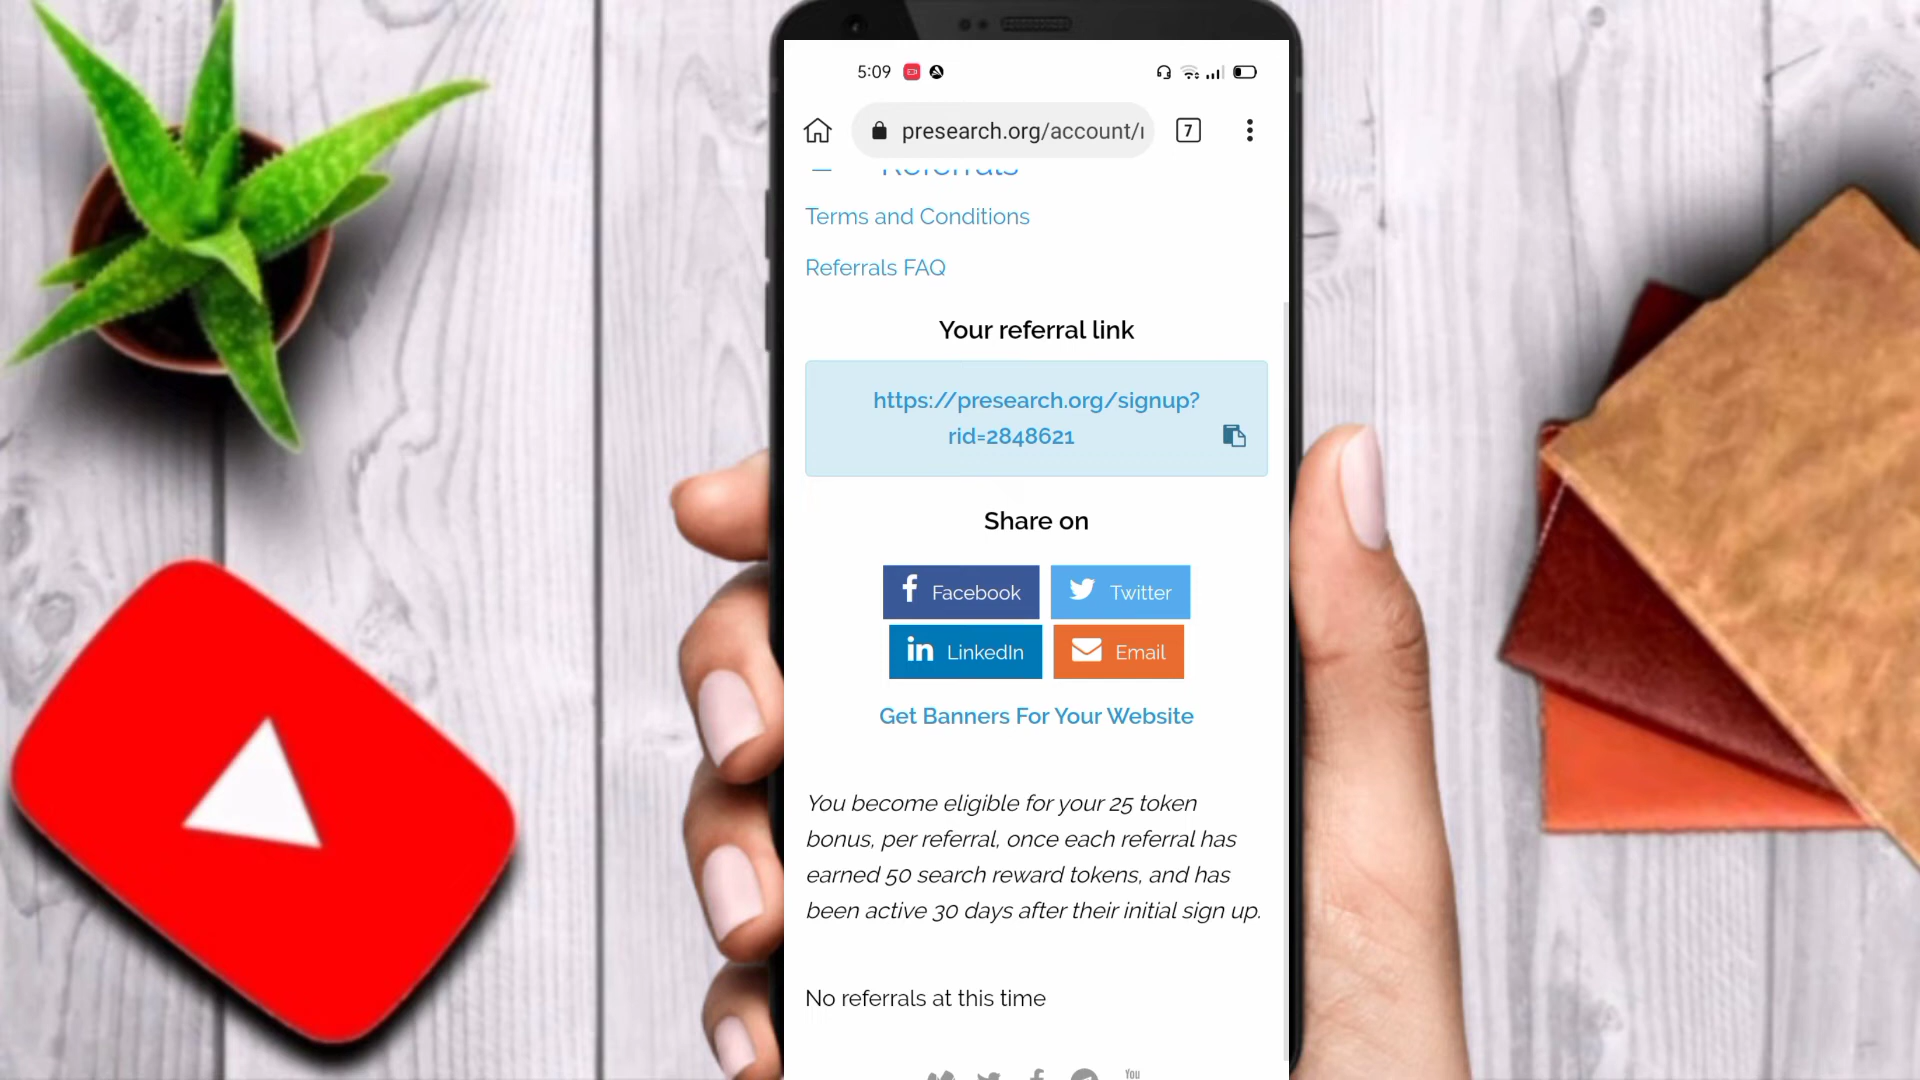 5:09
presearch.org/account/
7
Referrals
Terms and Conditions
Referrals FAQ
Your referral link
https://presearch.org/signup?
rid=2848621
Share on
Facebook
Twitter
LinkedIn
Email
Get Banners For Your Website
You become eligible for your 25 token
bonus, per referral, once each referral has
earned 50 search reward tokens, and has
been active 30 days after their initial sign up.
No referrals at this time
You